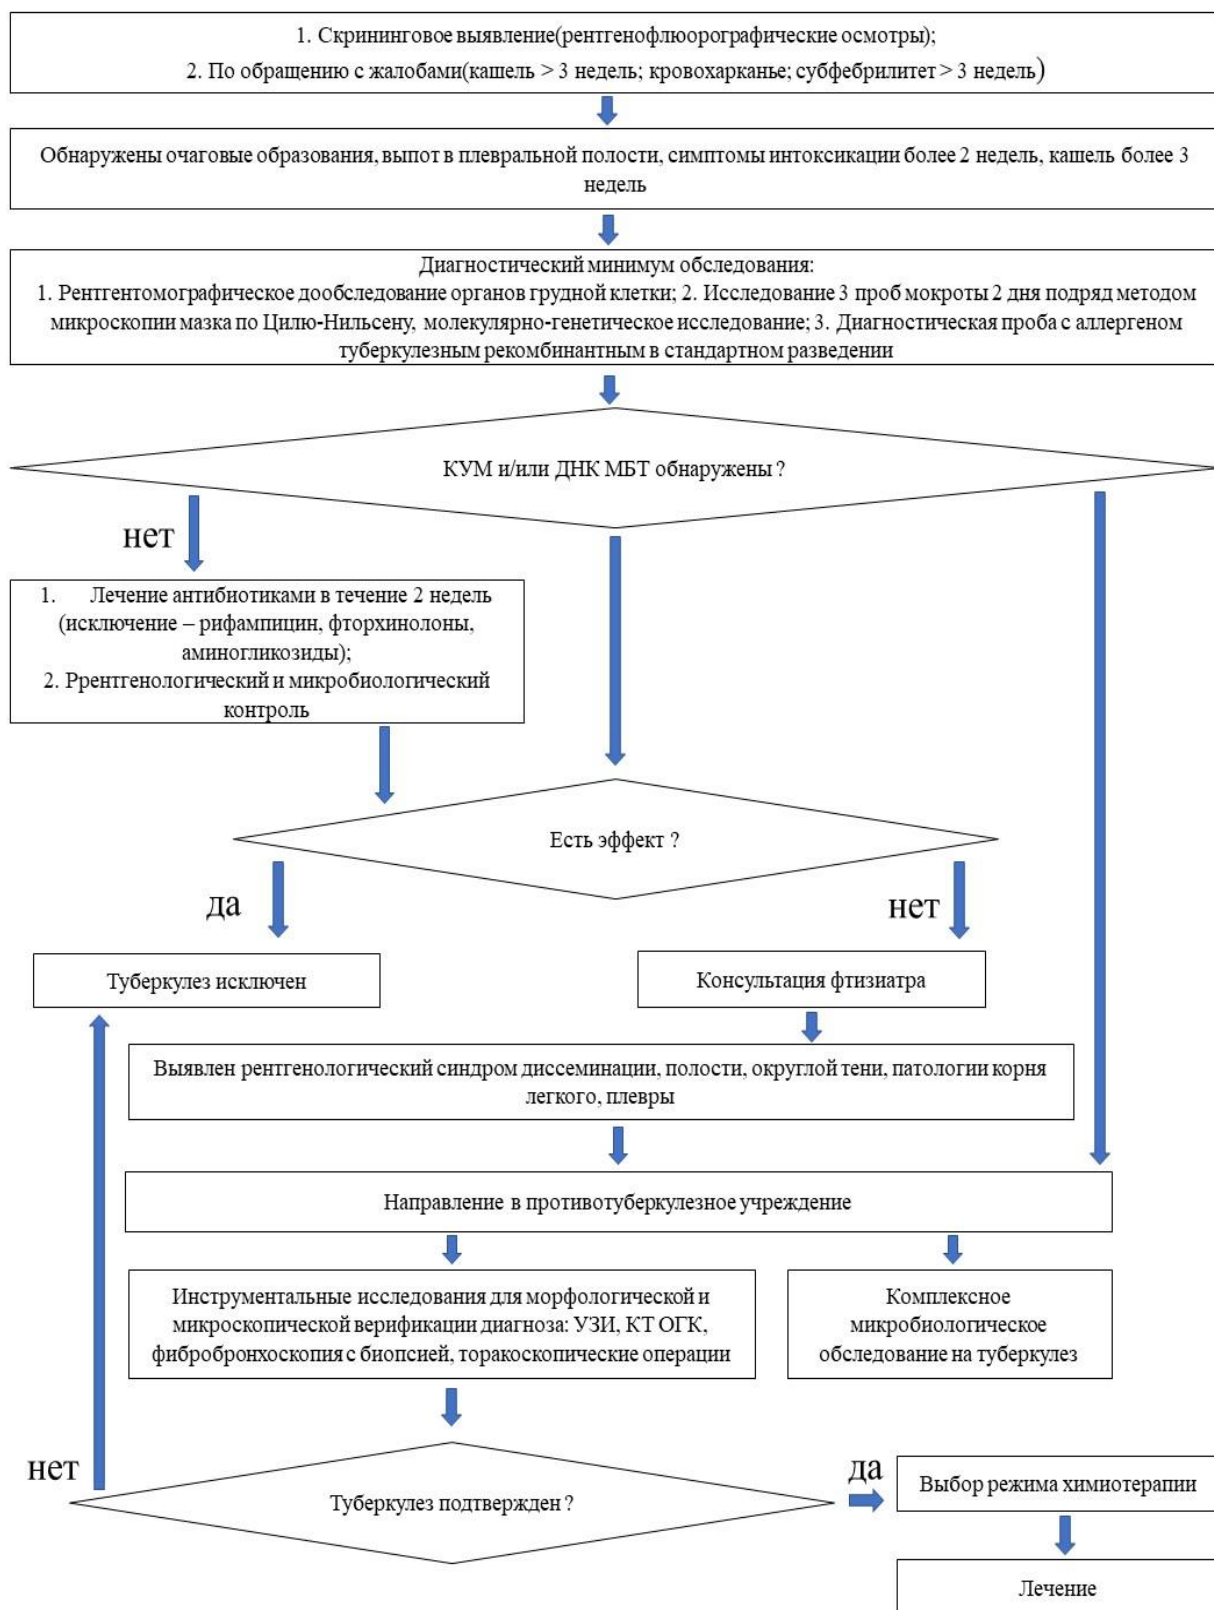 1. Скрининговое выявление(рентгенофлюорографические осмотры);
2. По обращению с жалобами(кашель > 3 недель; кровохарканье; субфебрилитет > 3 недель)
Обнаружены очаговые образования, выпот в плевральной полости, симптомы интоксикации более 2 недель, кашель более 3
недель
Диагностический минимум обследования:
1. Рентгентомографическое дообследование органов грудной клетки; 2. Исследование 3 проб мокроты 2 дня подряд методом
микроскопии мазка по Цилю-Нильсену, молекулярно-генетическое исследование; 3. Диагностическая проба с аллергеном
туберкулезным рекомбинантным в стандартном разведении
КУМ и/или ДНК МБТ обнаружены ?
нет
1. Лечение антибиотиками в течение 2 недель
(исключение – рифампицин, фторхинолоны,
аминогликозиды);
2. Ррентгенологический и микробиологический
контроль
Есть эффект ?
да
нет
Туберкулез исключен
Консультация фтизиатра
Выявлен рентгенологический синдром диссеминации, полости, округлой тени, патологии корня
легкого, плевры
Направление в противотуберкулезное учреждение
Инструментальные исследования для морфологической и
микроскопической верификации диагноза: УЗИ, КТ ОГК,
фибробронхоскопия с биопсией, торакоскопические операции
Комплексное
микробиологическое
обследование на туберкулез
нет
Туберкулез подтвержден ?
да
Выбор режима химиотерапии
Лечение